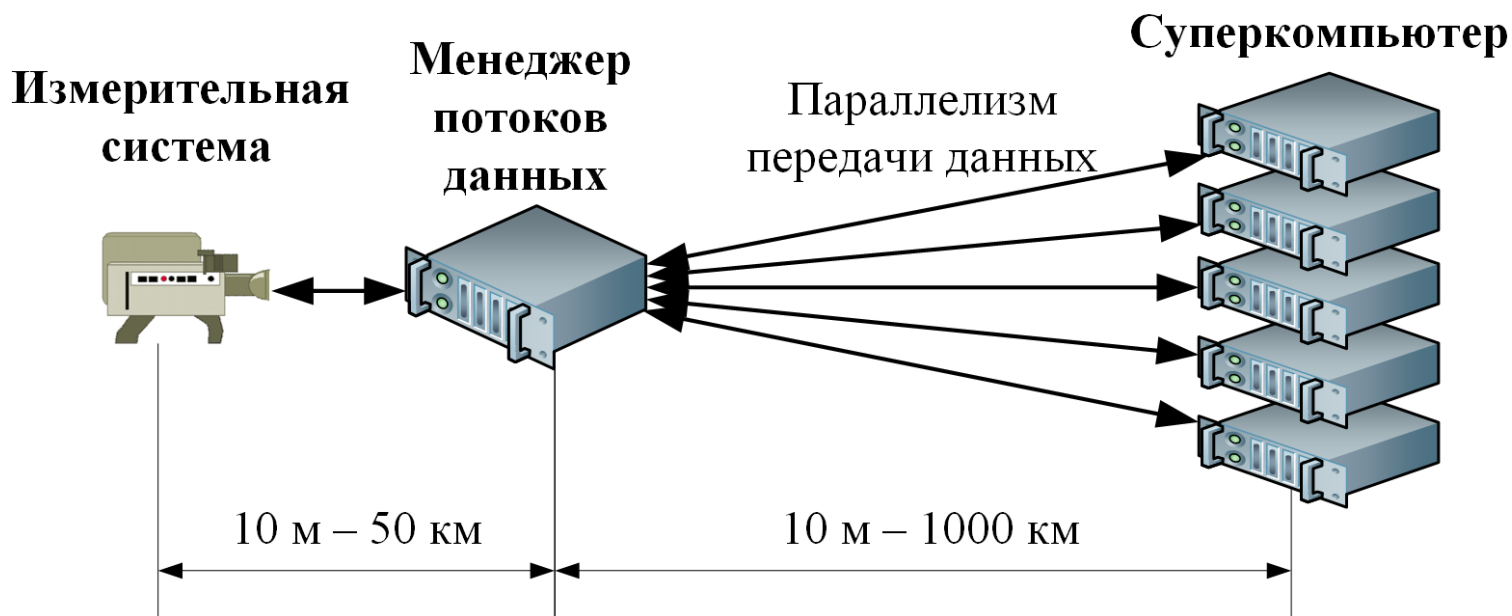 Измерительная
система
Менеджер
потоков
данных
Параллелизм
передачи данных
Суперкомпьютер
10 м – 50 км
10 м – 1000 км